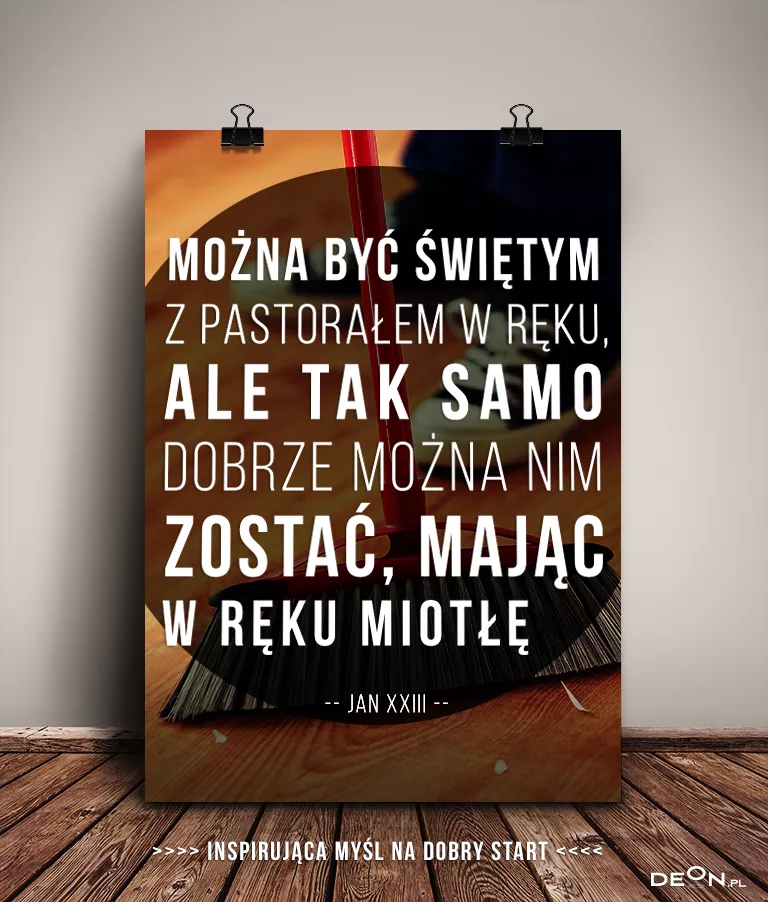 MOŻNA BYĆ ŚWIĘTYM
Z PASTORAŁEM W RĘKU,
ALE TAK SAMO
DOBRZE MOŻNA NIM
ZOSTAĆ, MAJĄC
W RĘKU MIOTŁĘ
-- JAN XXIII --
>>>> INSPIRUJĄCA MYŚL NA DOBRY START <<<<
DEON.PL